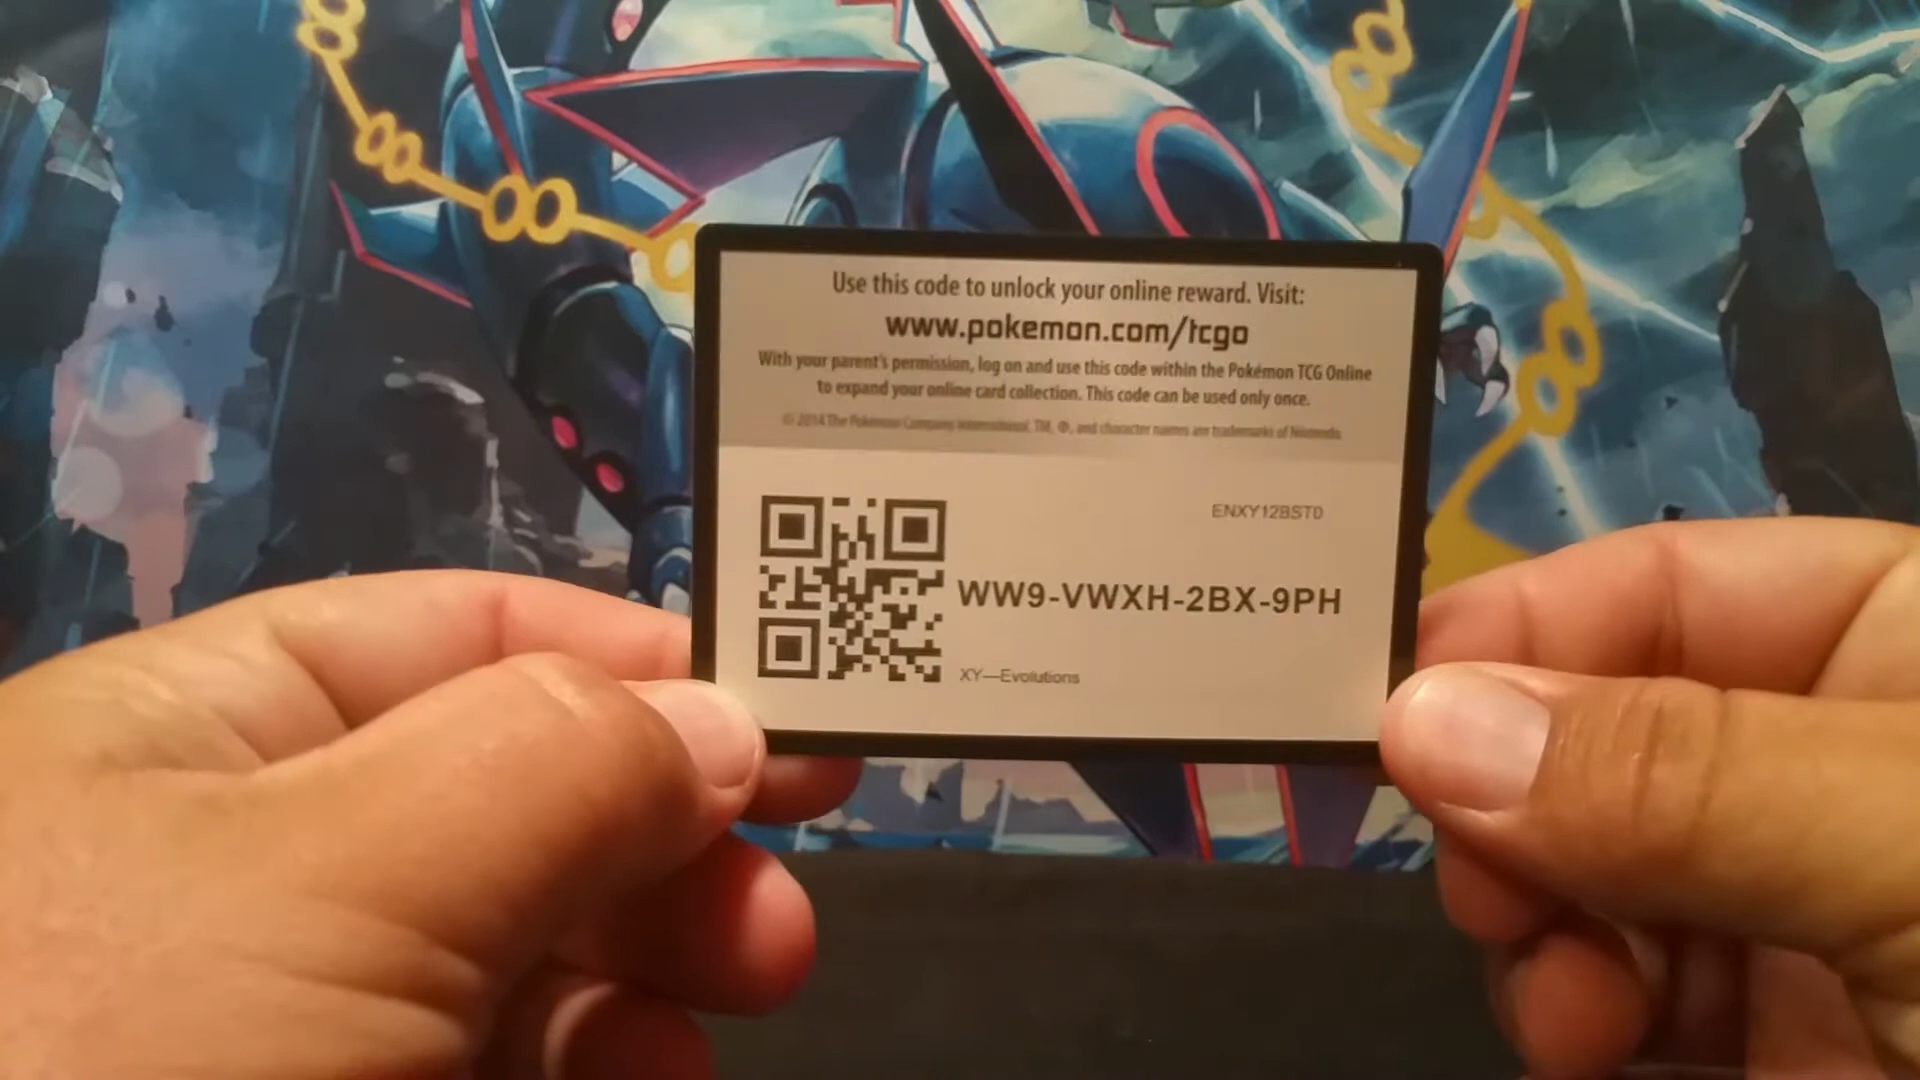 Use this code to unlock your online reward. Visit:
www.pokemon.com/tcgo
With your parent's permission, log on and use this code within the Pokémon TCG Online
to expand your online card collection. This code can be used only once.
© 2014 The Pokémon Company International. TM, ®, and character names are trademarks of Nintendo.
ENXY12BST0
WW9-VWXH-2BX-9PH
XY—Evolutions